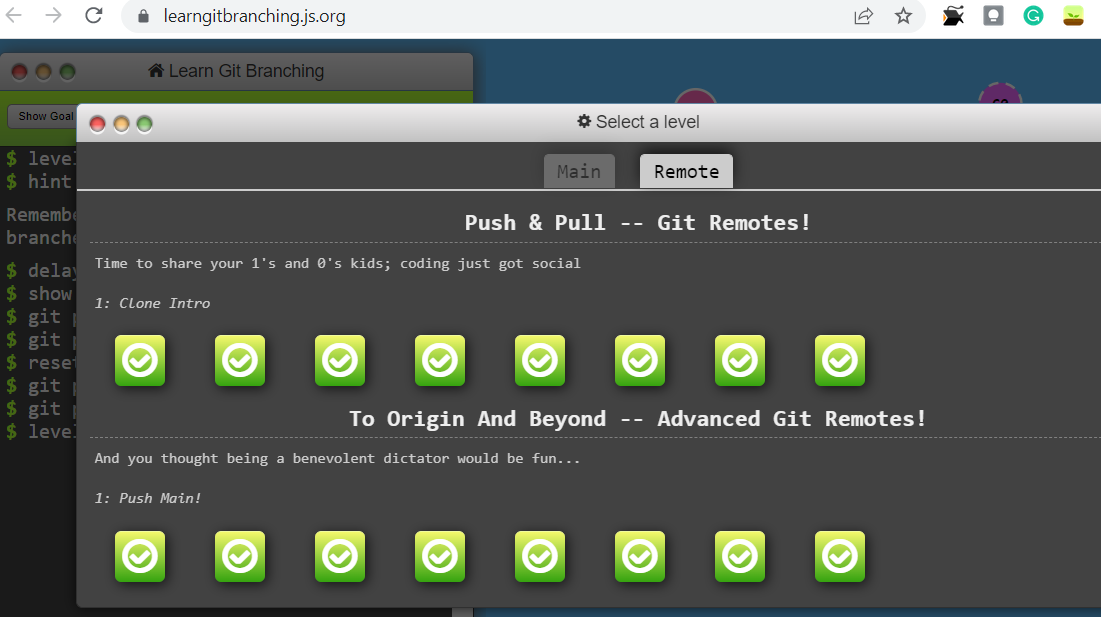 learngitbranching.js.org
Learn Git Branching
Show Goal
Select a level
Main
Remote
$ level
$ hint
Remembe
branche
$ delay
$ show
$ git p
$ git p
$ reset
$ git p
$ git p
$ level
Push & Pull -- Git Remotes!
Time to share your 1's and 0's kids; coding just got social
1: Clone Intro
To Origin And Beyond -- Advanced Git Remotes!
And you thought being a benevolent dictator would be fun...
1: Push Main!